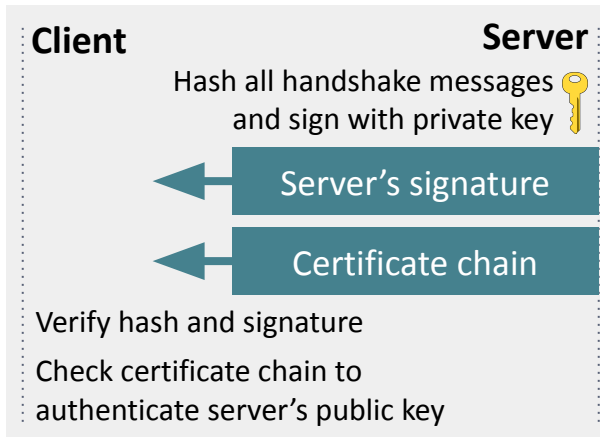 Client
Server
Hash all handshake messages
and sign with private key
Server’s signature
Certificate chain
Verify hash and signature
Check certificate chain to
authenticate server’s public key